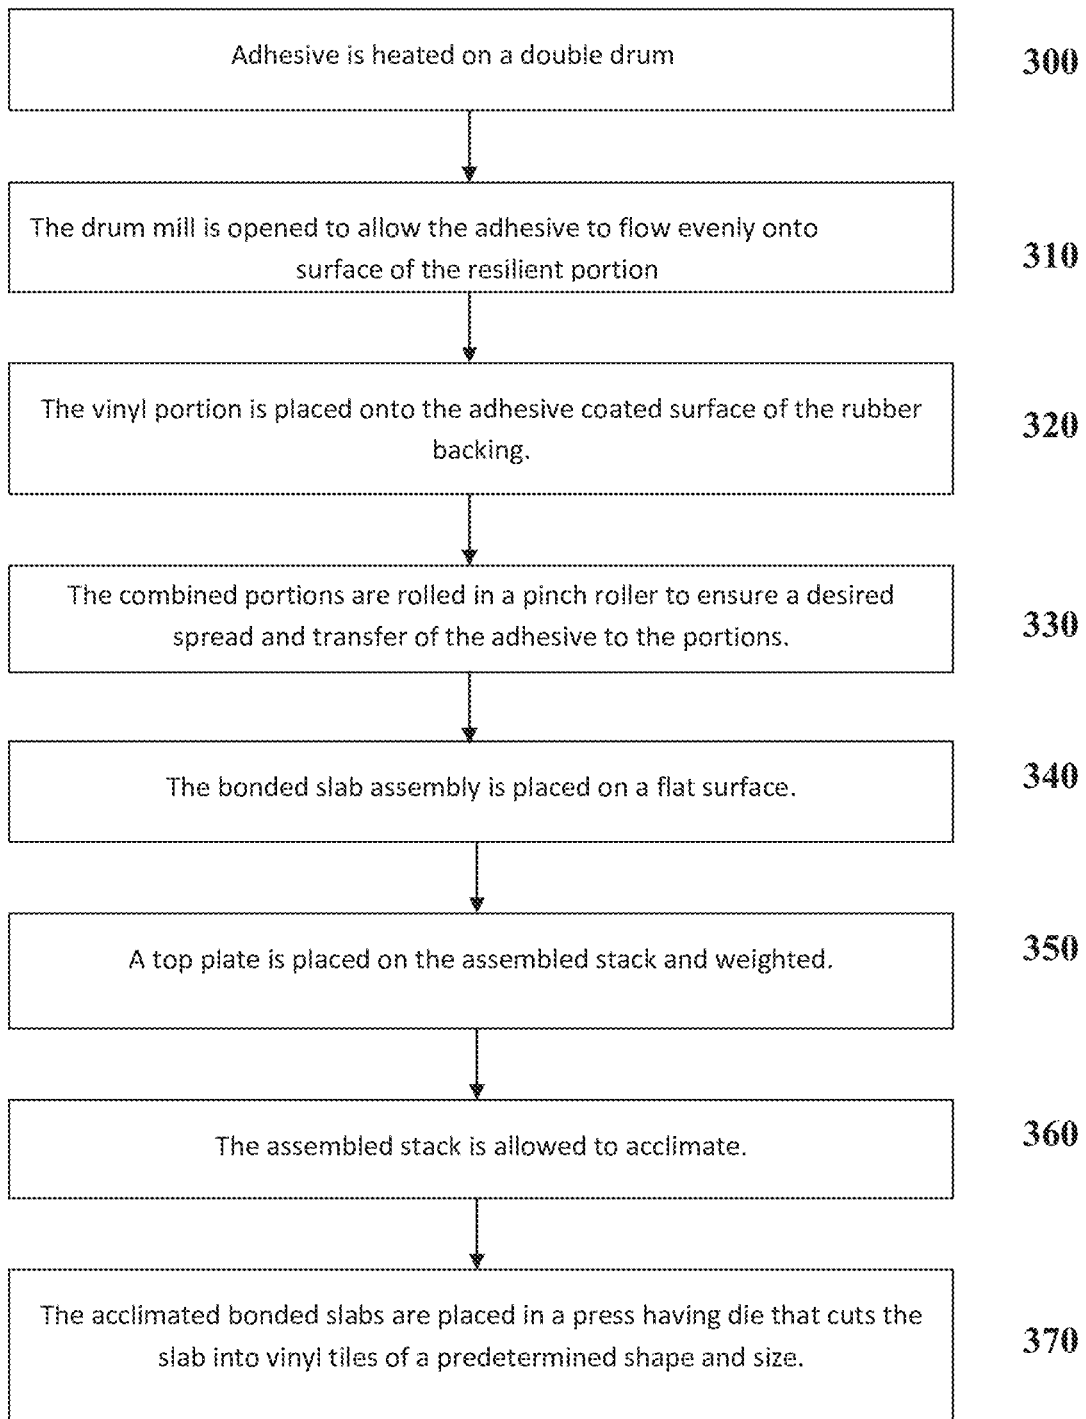 Adhesive is heated on a double drum
300
The drum mill is opened to allow the adhesive to flow evenly onto
surface of the resilient portion
310
The vinyl portion is placed onto the adhesive coated surface of the rubber
backing.
320
The combined portions are rolled in a pinch roller to ensure a desired
spread and transfer of the adhesive to the portions.
330
The bonded slab assembly is placed on a flat surface.
340
A top plate is placed on the assembled stack and weighted.
350
The assembled stack is allowed to acclimate.
360
The acclimated bonded slabs are placed in a press having die that cuts the
slab into vinyl tiles of a predetermined shape and size.
370